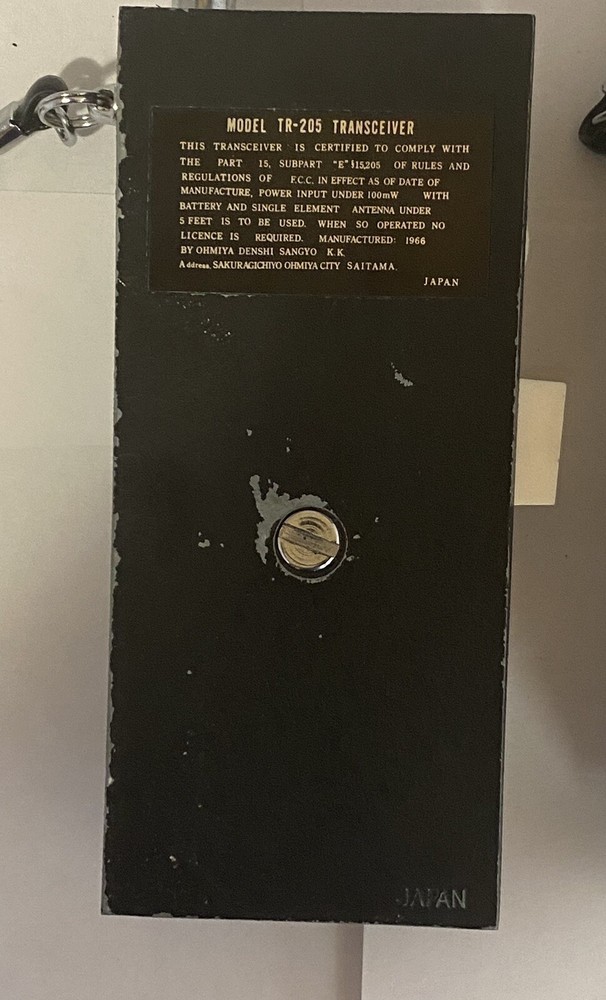 MODEL TR-205 TRANSCEIVER
THIS TRANSCEIVER IS CERTIFIED TO COMPLY WITH
THE PART 15, SUBPART "E" §15,205 OF RULES AND
REGULATIONS OF F.C.C. IN EFFECT AS OF DATE OF
MANUFACTURE, POWER INPUT UNDER 100mW WITH
BATTERY AND SINGLE ELEMENT ANTENNA UNDER
5 FEET IS TO BE USED. WHEN SO OPERATED NO
LICENCE IS REQUIRED. MANUFACTURED: 1966
BY OHMIYA DENSHI SANGYO K.K.
Address. SAKURAGICHIYO OHMIYA CITY SAITAMA.
JAPAN
JAPAN